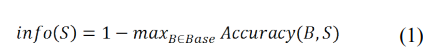 info(S) = 1 − max_{B∈Base} Accuracy(B, S) (1)